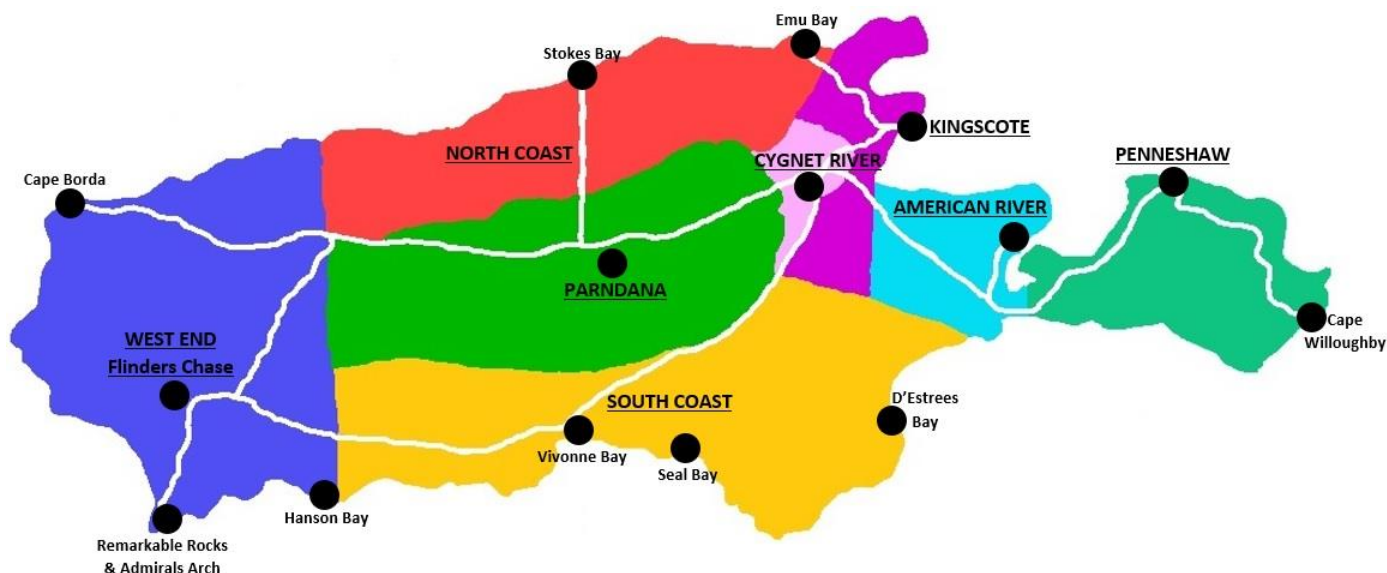 Emu Bay
Stokes Bay
KINGSCOTE
NORTH COAST
CYGNET RIVER
PENNESHAW
Cape Borda
AMERICAN RIVER
PARNDANA
WEST END
Flinders Chase
Cape
Willoughby
SOUTH COAST
D'Estrees
Bay
Vivonne Bay
Seal Bay
Hanson Bay
Remarkable Rocks
& Admirals Arch